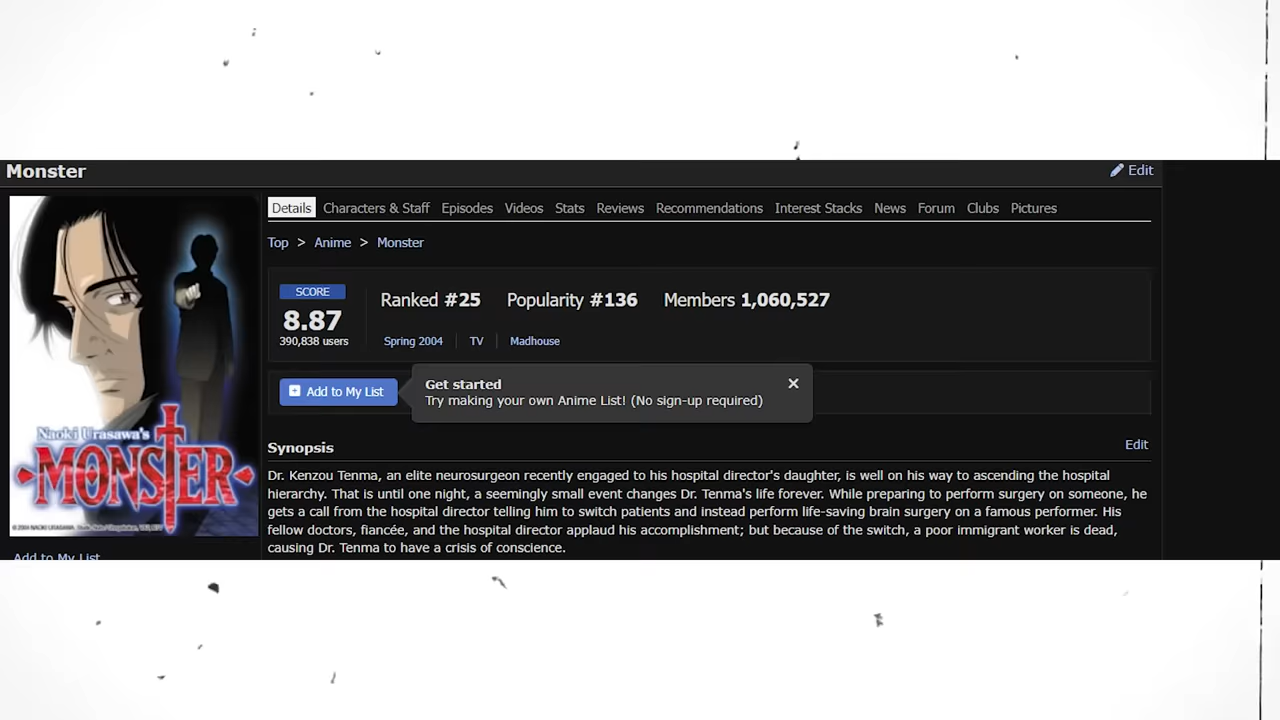 Monster
Edit
Details Characters & Staff Episodes Videos Stats Reviews Recommendations Interest Stacks News Forum Clubs Pictures
Top > Anime > Monster
SCORE
8.87
390,838 users
Ranked #25 Popularity #136 Members 1,060,527
Spring 2004 TV Madhouse
Add to My List
Get started
Try making your own Anime List! (No sign-up required)
Synopsis
Edit
Dr. Kenzou Tenma, an elite neurosurgeon recently engaged to his hospital director's daughter, is well on his way to ascending the hospital
hierarchy. That is until one night, a seemingly small event changes Dr. Tenma's life forever. While preparing to perform surgery on someone, he
gets a call from the hospital director telling him to switch patients and instead perform life-saving brain surgery on a famous performer. His
fellow doctors, fiancée, and the hospital director applaud his accomplishment, but because of the switch, a poor immigrant worker is dead,
causing Dr. Tenma to have a crisis of conscience.
Naoki Urasawa's
MONSTER
Add to My List